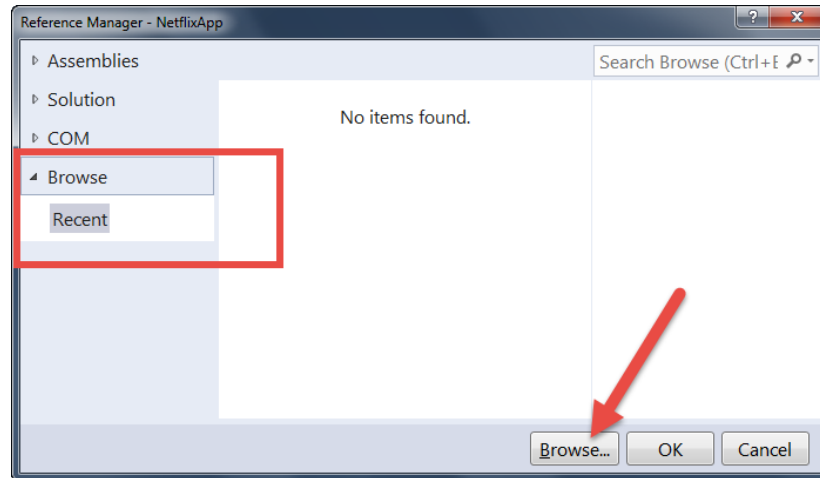 Reference Manager - NetflixApp
?
Assemblies
Search Browse (Ctrl+E
Solution
No items found.
COM
Browse
Recent
Browse...
OK
Cancel